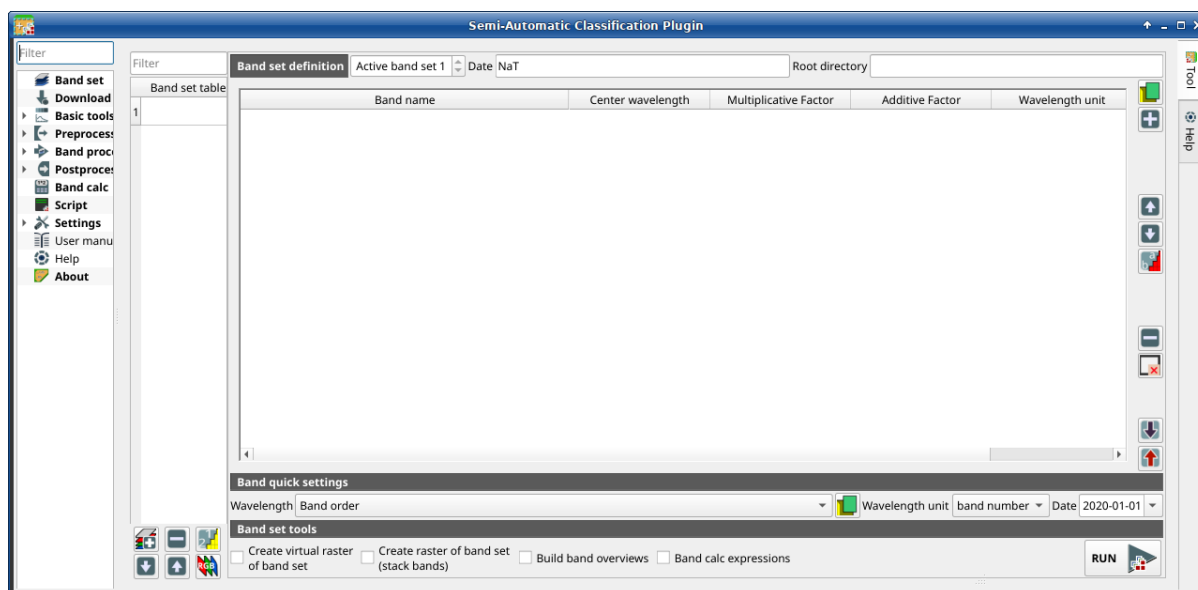 Semi-Automatic Classification Plugin
Filter
Band set
Download
Basic tools
Preprocess
Band proc
Postproces
Band calc
Script
Settings
User manu
Help
About
Filter
Band set table
1
Band set definition Active band set 1 Date NaT Root directory
Band name Center wavelength Multiplicative Factor Additive Factor Wavelength unit
Band quick settings
Wavelength Band order Wavelength unit band number Date 2020-01-01
Band set tools
Create virtual raster
of band set
Create raster of band set
(stack bands)
Build band overviews
Band calc expressions
RUN
RGB
Tool
Help